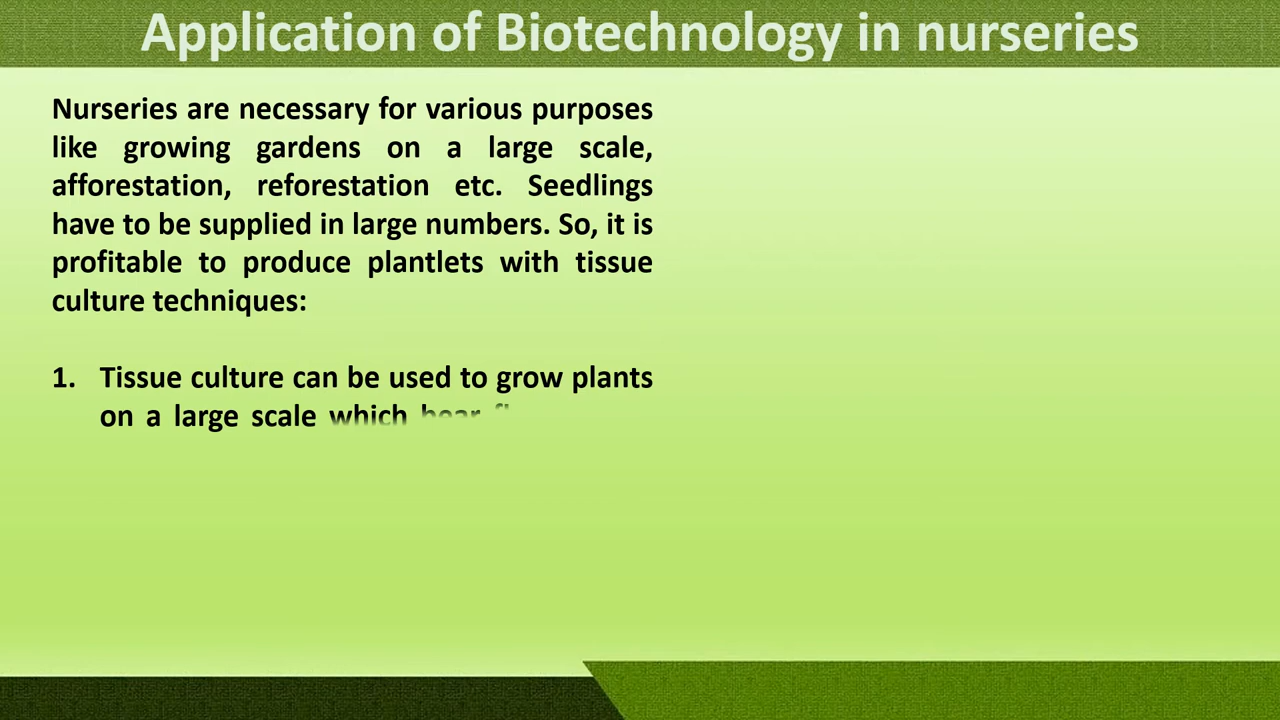 Application of Biotechnology in nurseries
Nurseries are necessary for various purposes
like growing gardens on a large scale,
afforestation, reforestation etc. Seedlings
have to be supplied in large numbers. So, it is
profitable to produce plantlets with tissue
culture techniques:
1. Tissue culture can be used to grow plants
on a large scale which bear